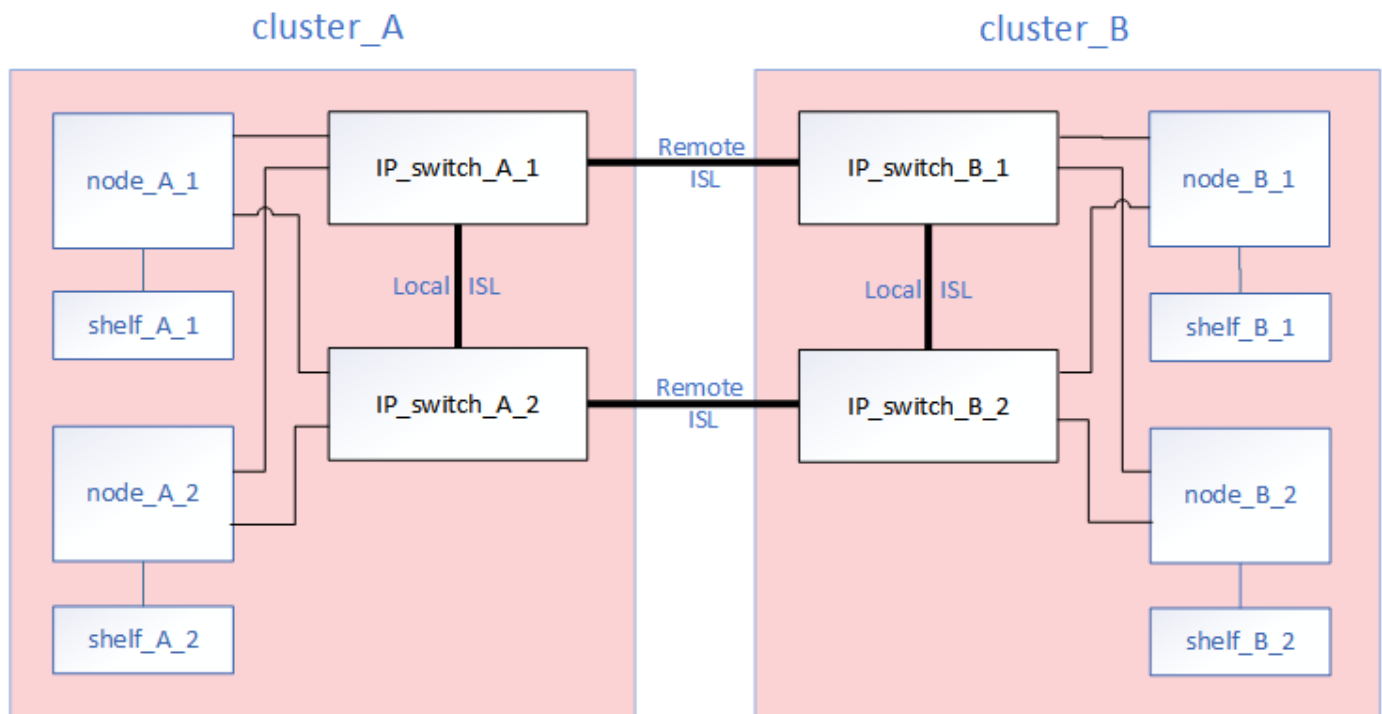 cluster_A
cluster_B
node_A_1
IP_switch_A_1
Remote
ISL
IP_switch_B_1
node_B_1
shelf_A_1
Local ISL
Local ISL
shelf_B_1
node_A_2
IP_switch_A_2
Remote
ISL
IP_switch_B_2
node_B_2
shelf_A_2
shelf_B_2